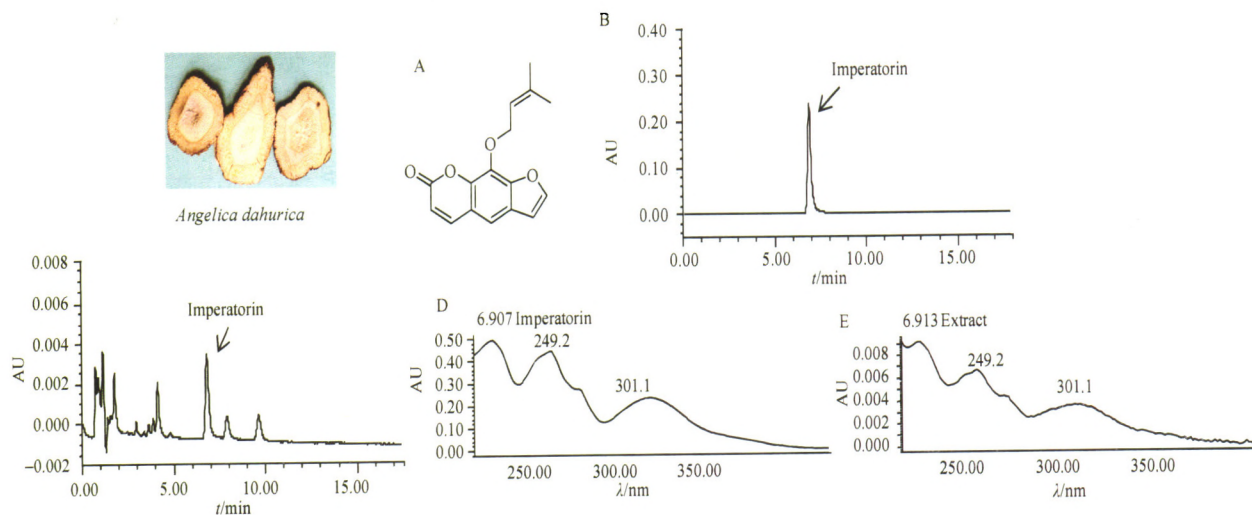 Angelica dahurica
A
O
O
O
O
B
0.40
0.30
0.20
0.10
0.00
AU
Imperatorin
0.00
5.00
10.00
15.00
t/min
0.008
0.006
0.004
0.002
0.000
−0.002
AU
Imperatorin
0.00
5.00
10.00
15.00
t/min
D
6.907 Imperatorin
249.2
301.1
0.50
0.40
0.30
0.20
0.10
0.00
AU
250.00
300.00
350.00
λ/nm
E
6.913 Extract
249.2
301.1
0.008
0.006
0.004
0.002
0.000
AU
250.00
300.00
350.00
λ/nm